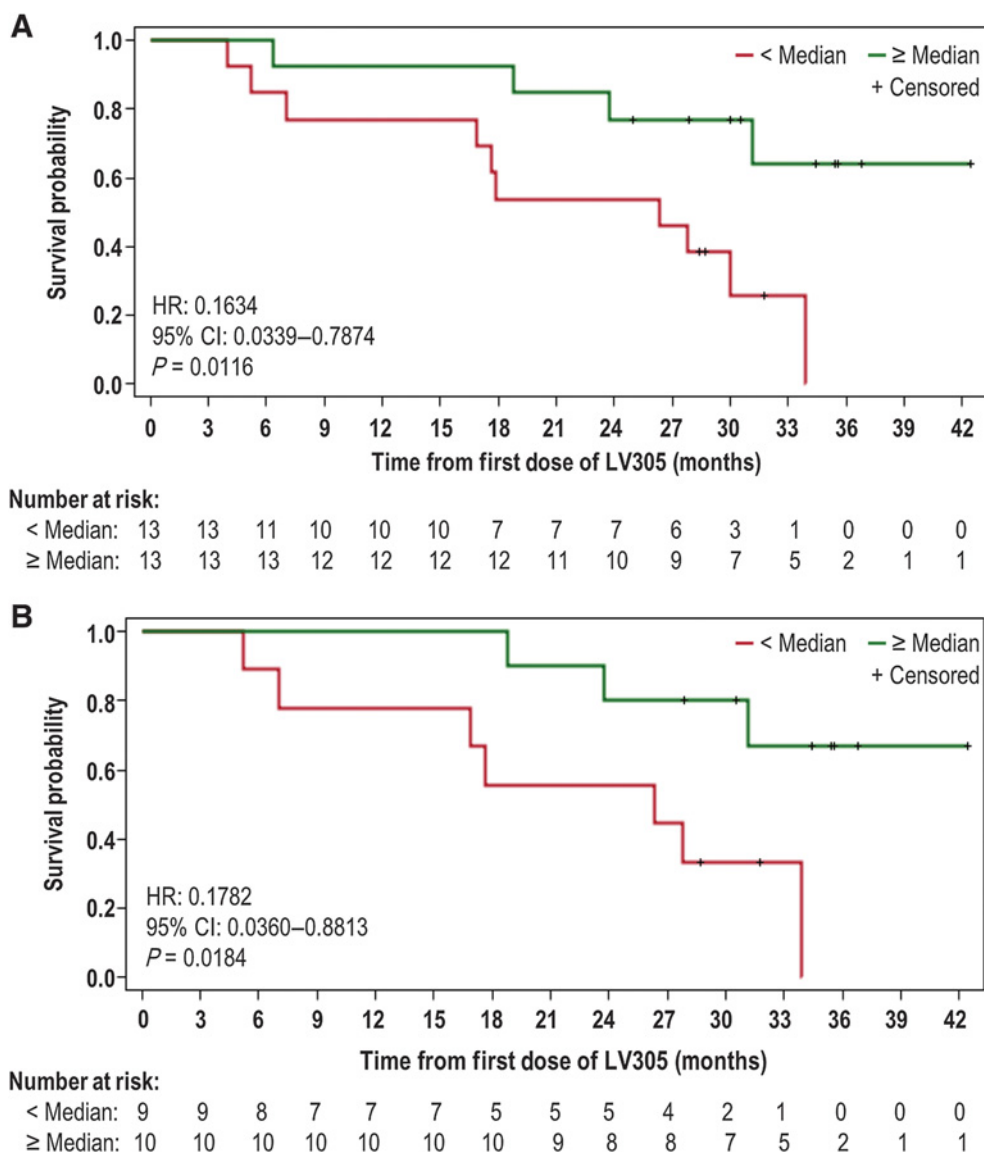 A
1.0
0.8
0.6
0.4
0.2
0.0
Survival probability
< Median ≥ Median
+ Censored
HR: 0.1634
95% CI: 0.0339–0.7874
P = 0.0116
0 3 6 9 12 15 18 21 24 27 30 33 36 39 42
Time from first dose of LV305 (months)
Number at risk:
< Median: 13 13 11 10 10 10 7 7 7 6 3 1 0 0 0
≥ Median: 13 13 13 12 12 12 12 11 10 9 7 5 2 1 1
B
1.0
0.8
0.6
0.4
0.2
0.0
Survival probability
< Median ≥ Median
+ Censored
HR: 0.1782
95% CI: 0.0360–0.8813
P = 0.0184
0 3 6 9 12 15 18 21 24 27 30 33 36 39 42
Time from first dose of LV305 (months)
Number at risk:
< Median: 9 9 8 7 7 7 5 5 5 4 2 1 0 0 0
≥ Median: 10 10 10 10 10 10 10 9 8 8 7 5 2 1 1